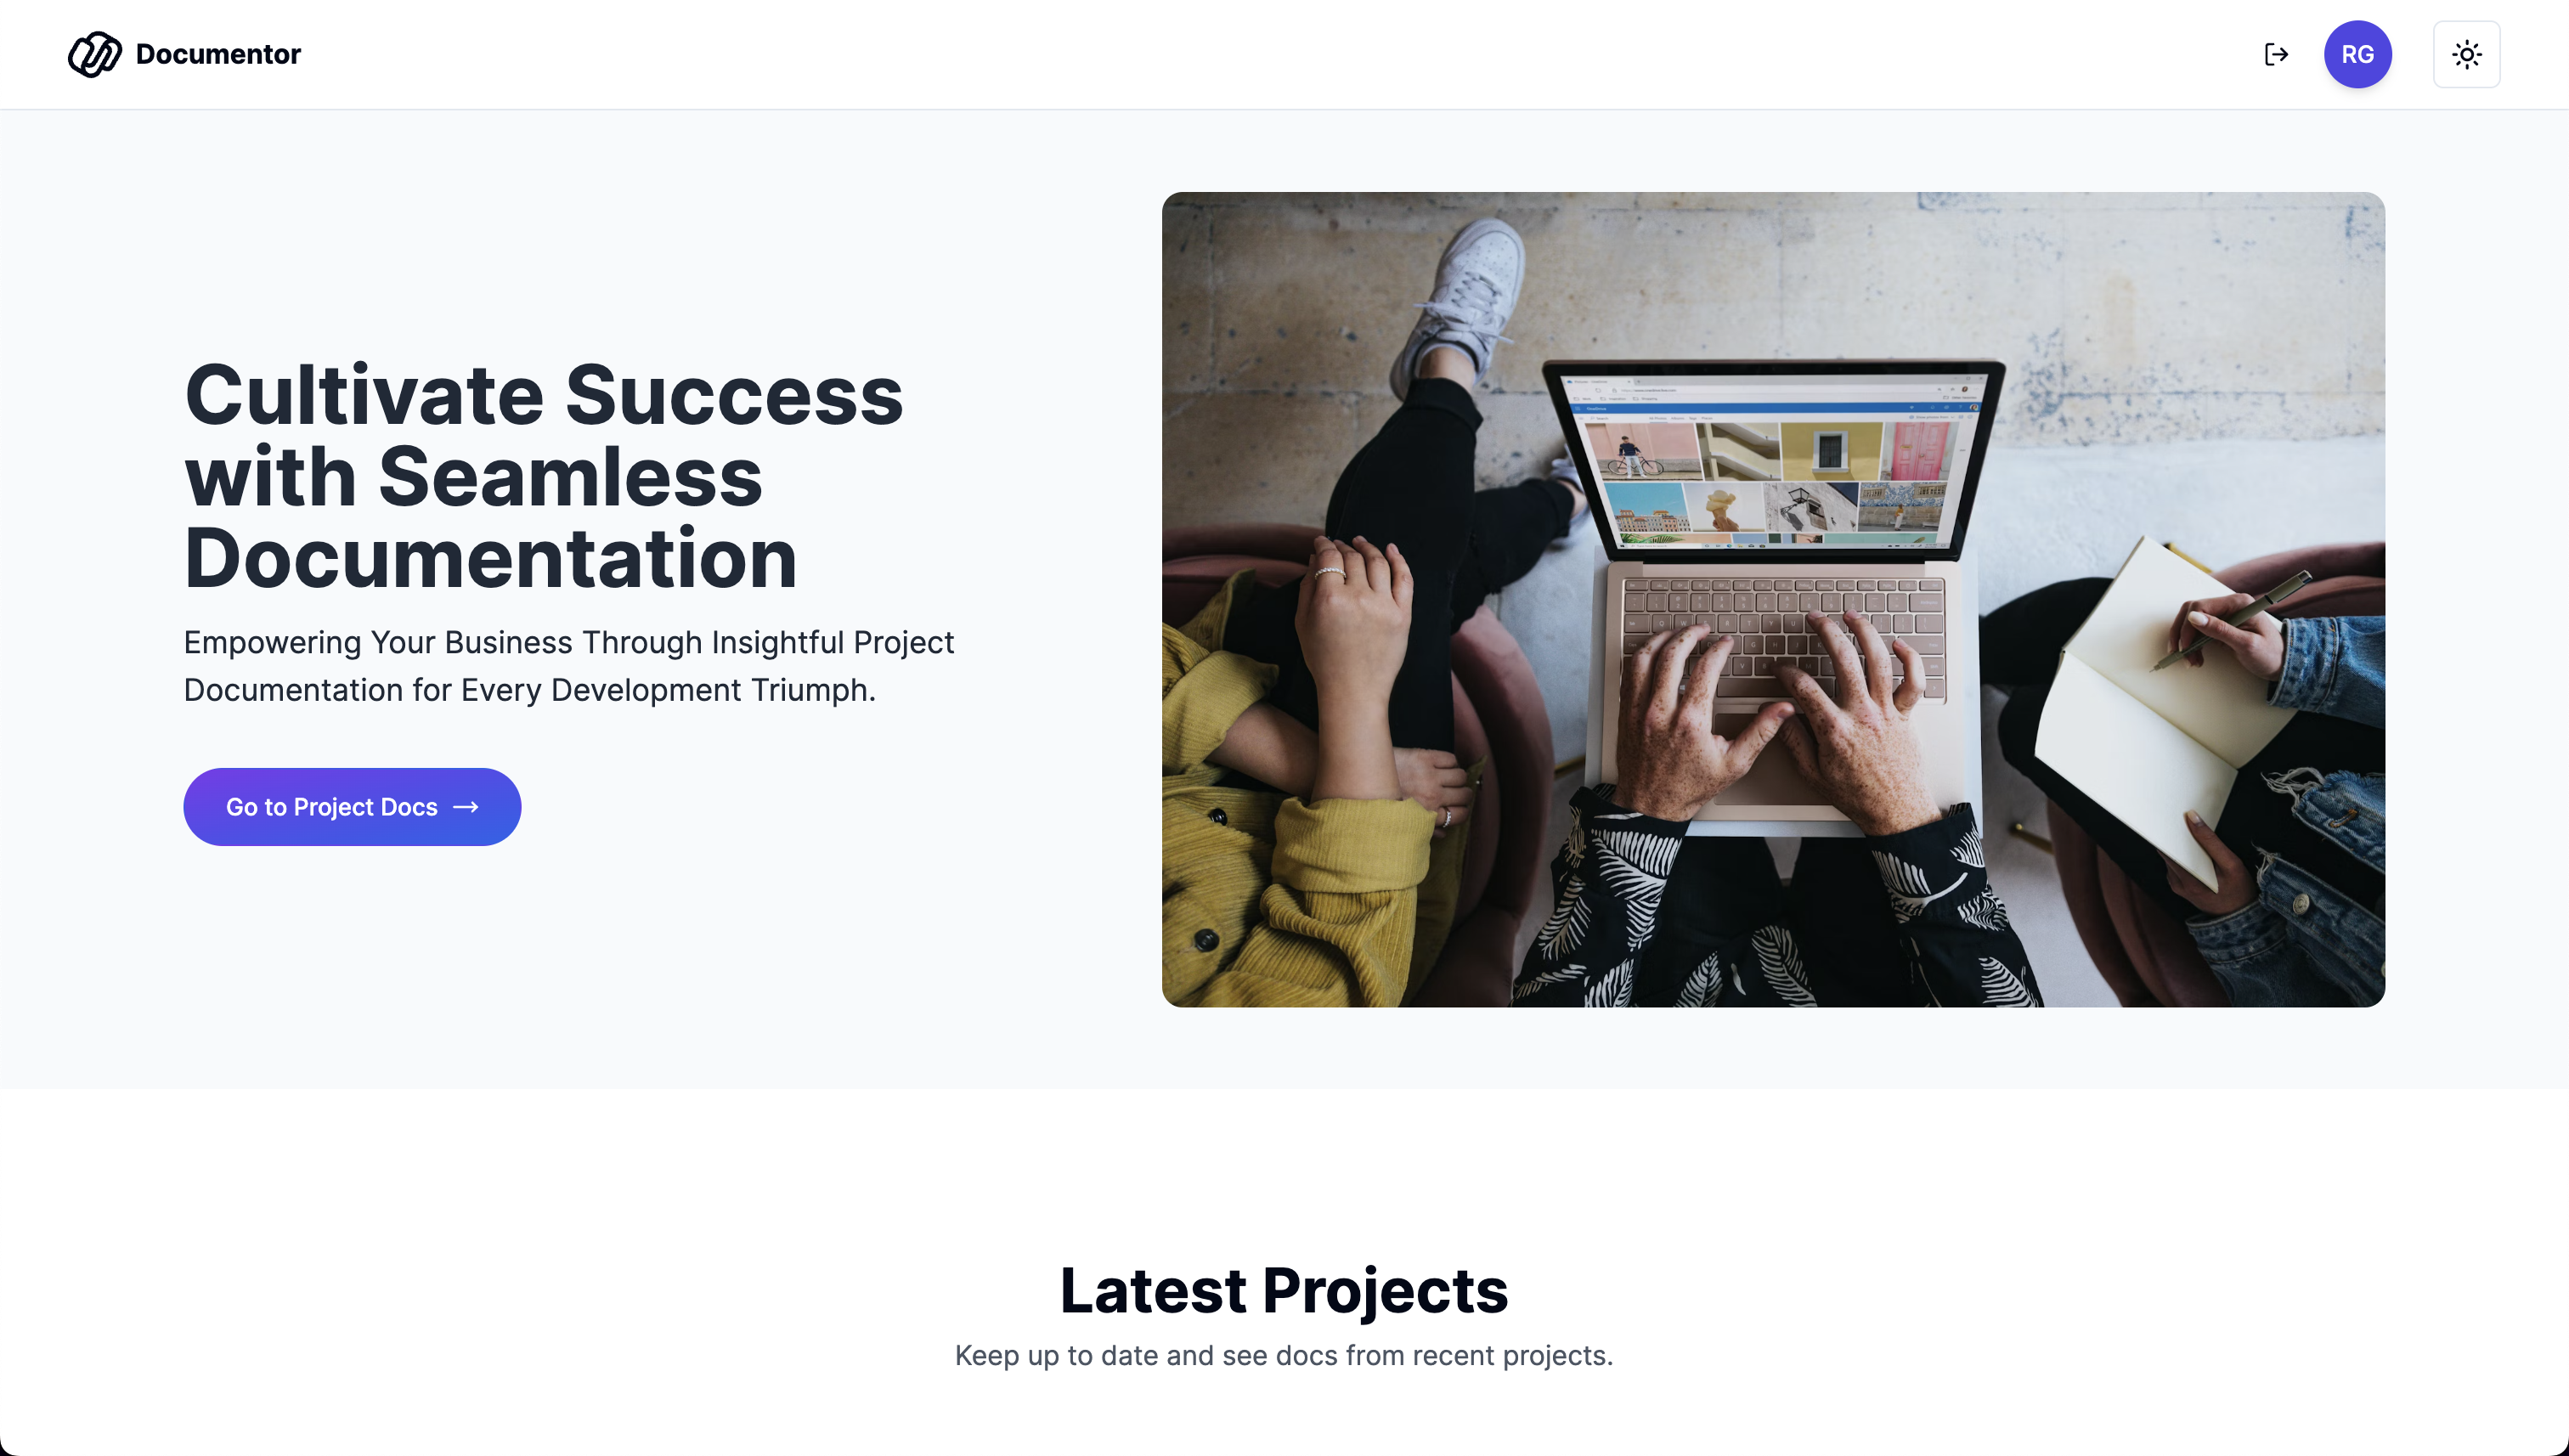 Documentor
RG
Cultivate Success
with Seamless
Documentation
Empowering Your Business Through Insightful Project
Documentation for Every Development Triumph.
Go to Project Docs
Latest Projects
Keep up to date and see docs from recent projects.